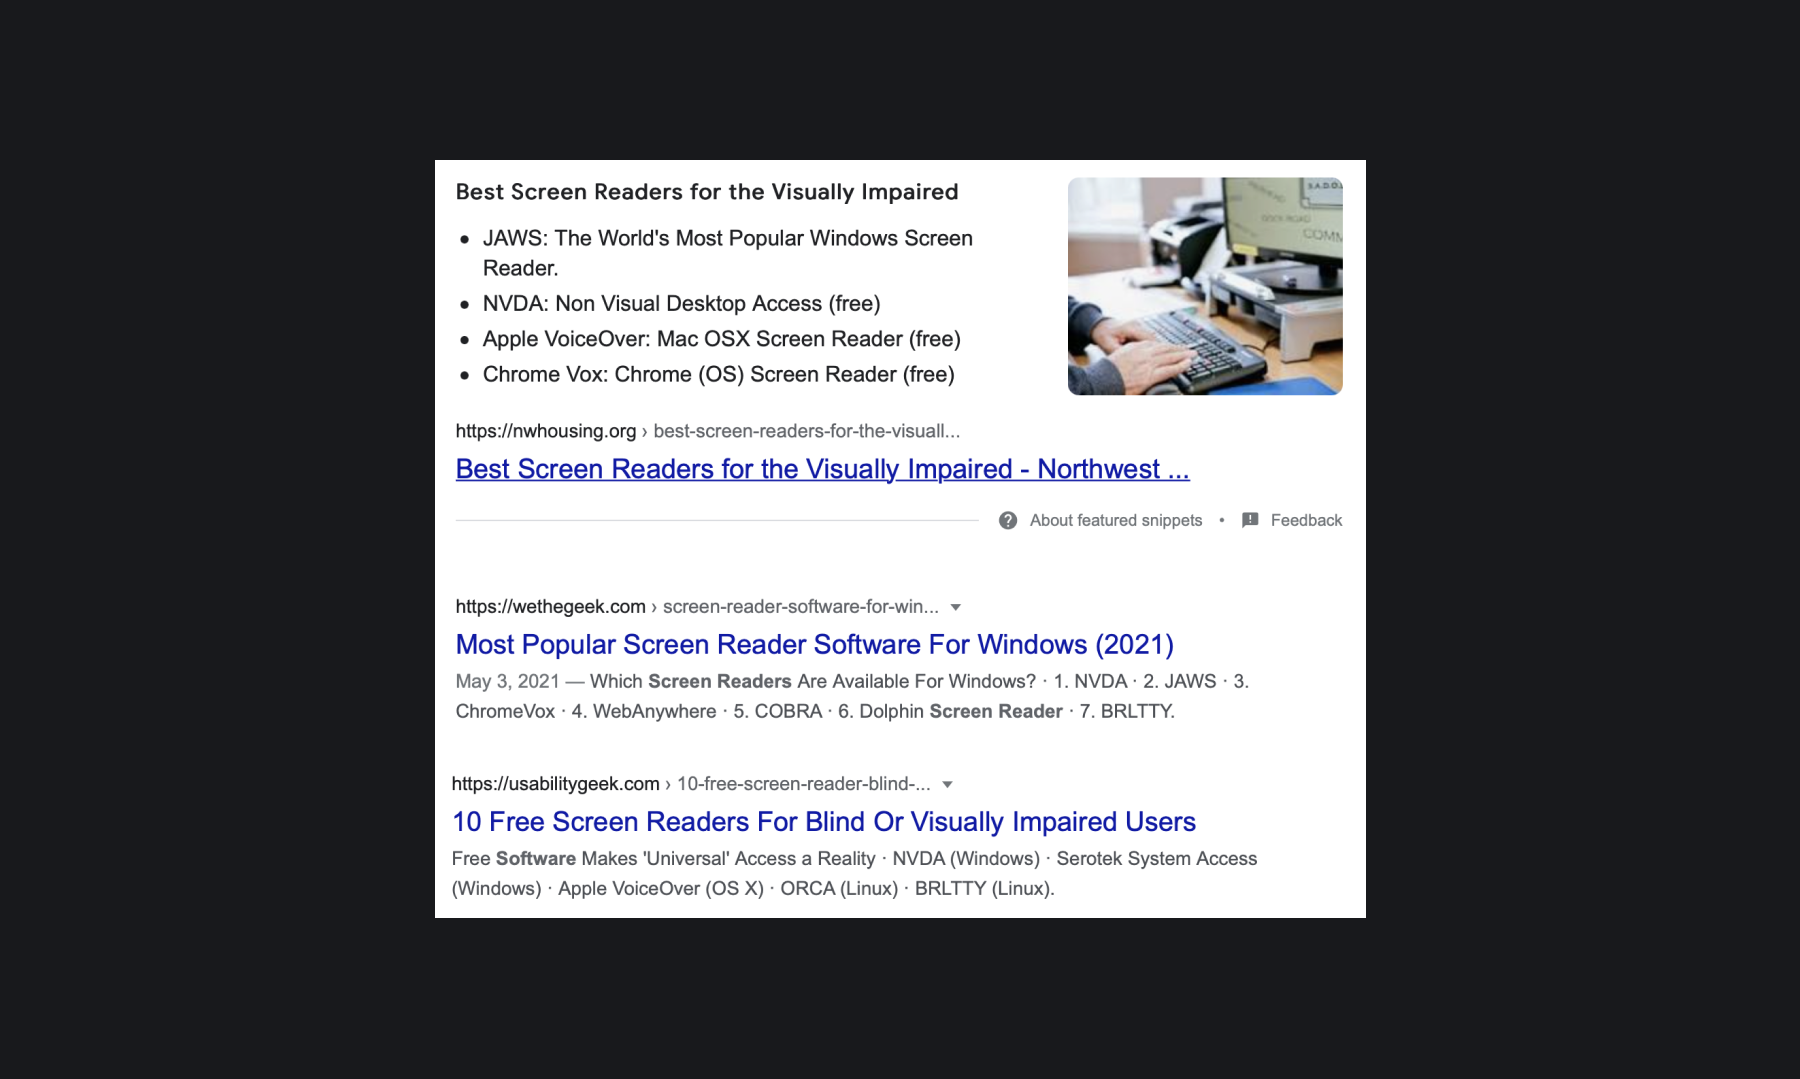 Best Screen Readers for the Visually Impaired
• JAWS: The World's Most Popular Windows Screen
Reader.
• NVDA: Non Visual Desktop Access (free)
• Apple VoiceOver: Mac OSX Screen Reader (free)
• Chrome Vox: Chrome (OS) Screen Reader (free)
COMM
https://nwhousing.org › best-screen-readers-for-the-visuall...
Best Screen Readers for the Visually Impaired - Northwest ...
About featured snippets • Feedback
https://wethegeek.com › screen-reader-software-for-win...
Most Popular Screen Reader Software For Windows (2021)
May 3, 2021 — Which Screen Readers Are Available For Windows? · 1. NVDA · 2. JAWS · 3.
ChromeVox · 4. WebAnywhere · 5. COBRA · 6. Dolphin Screen Reader · 7. BRLTTY.
https://usabilitygeek.com › 10-free-screen-reader-blind-...
10 Free Screen Readers For Blind Or Visually Impaired Users
Free Software Makes 'Universal' Access a Reality · NVDA (Windows) · Serotek System Access
(Windows) · Apple VoiceOver (OS X) · ORCA (Linux) · BRLTTY (Linux).